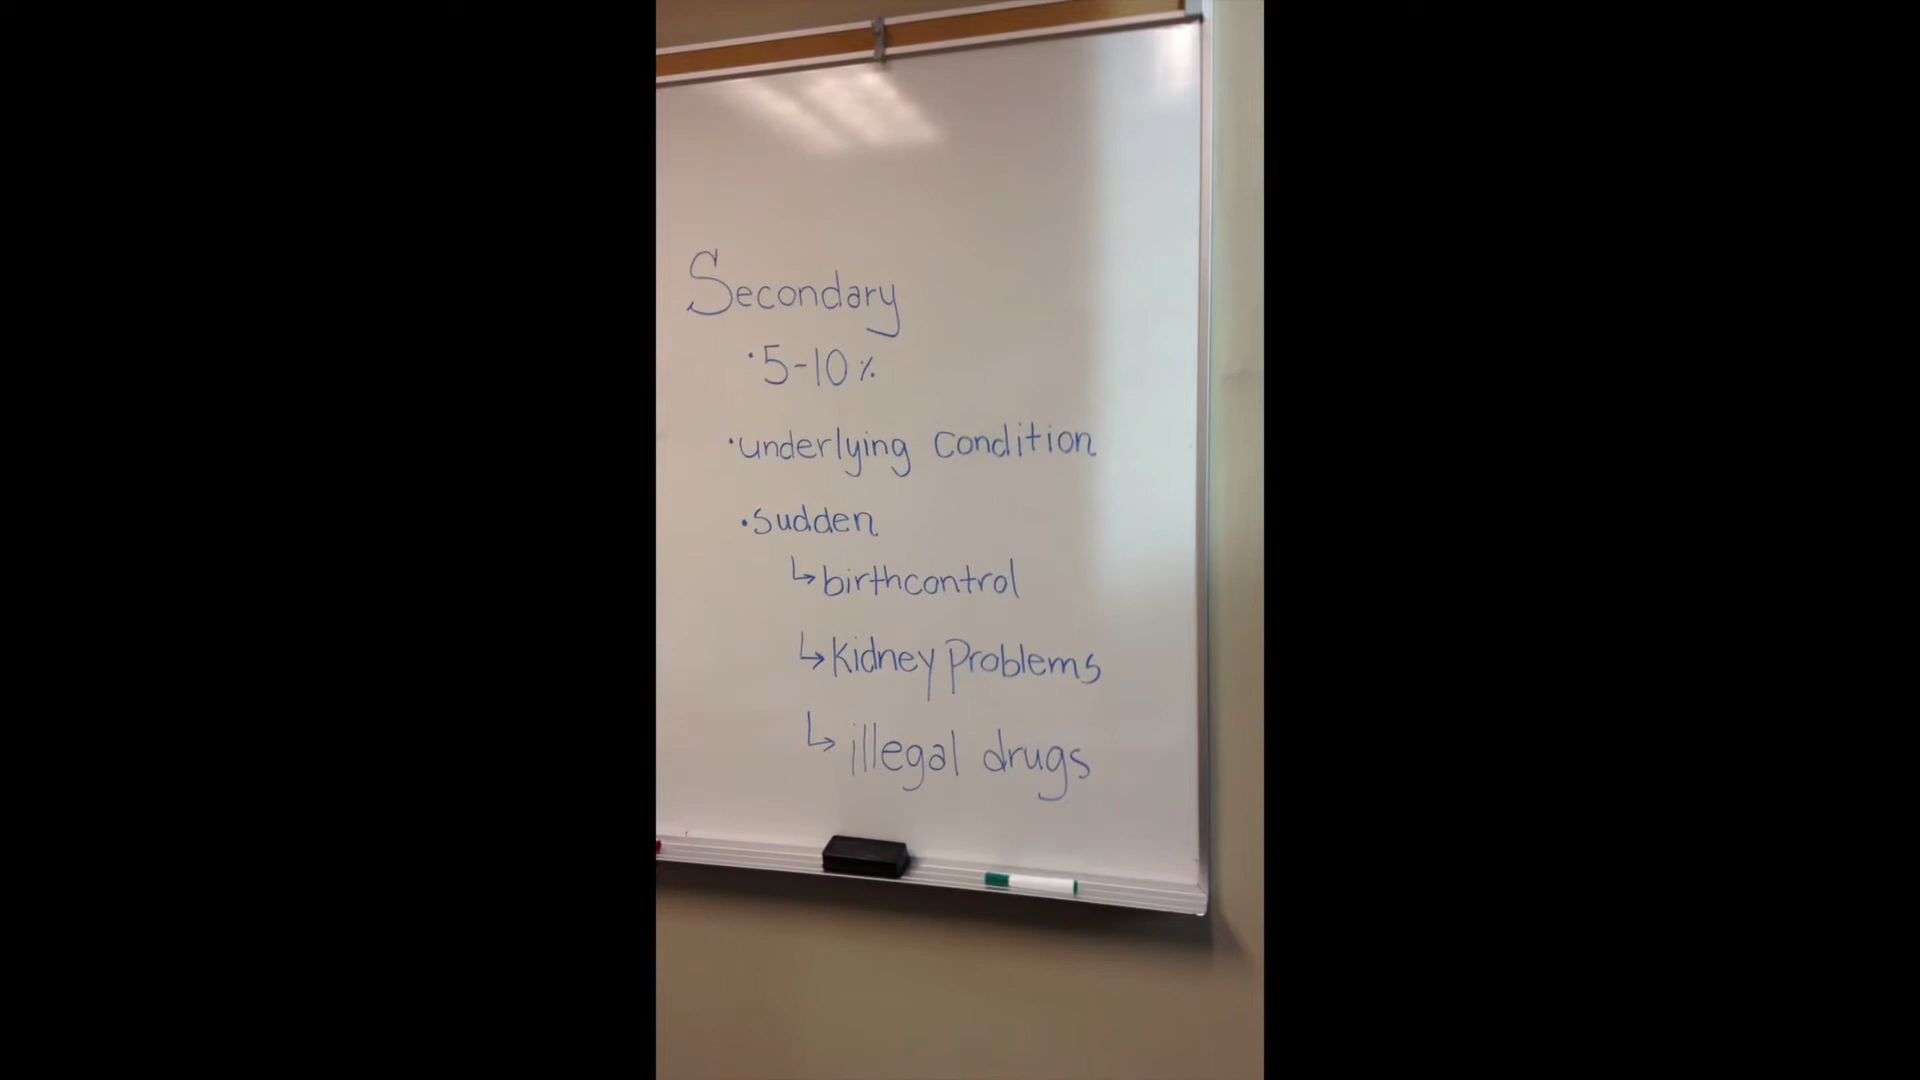 Secondary
•5-10%
•underlying condition
•sudden
↳birthcontrol
↳kidney problems
↳illegal drugs